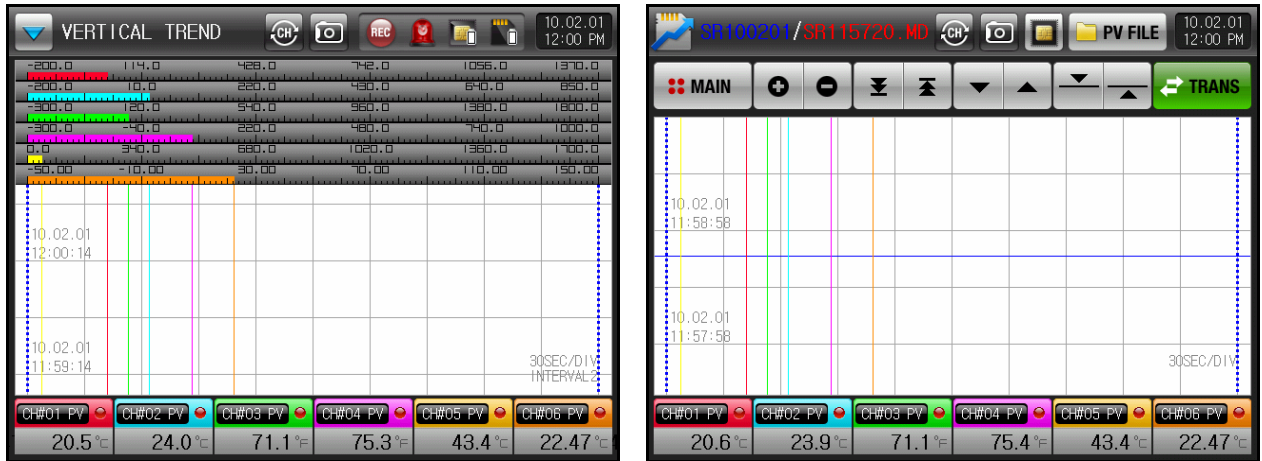 VERTICAL TREND CH REC 10.02.01
12:00 PM
-200.0 114.0 428.0 742.0 1056.0 1370.0
-200.0 10.0 220.0 430.0 640.0 850.0
-300.0 120.0 540.0 960.0 1380.0 1800.0
-300.0 -40.0 220.0 480.0 740.0 1000.0
0.0 340.0 680.0 1020.0 1360.0 1700.0
-50.00 -10.00 30.00 70.00 110.00 150.00
10.02.01
12:00:14
10.02.01
11:59:14
30SEC/DIV
INTERVAL2
CH#01 PV CH#02 PV CH#03 PV CH#04 PV CH#05 PV CH#06 PV
20.5℃ 24.0℃ 71.1℉ 75.3℉ 43.4℃ 22.47℃
SR100201/SR115720.MD CH PV FILE 10.02.01
12:00 PM
MAIN TRANS
10.02.01
11:58:58
10.02.01
11:57:58
30SEC/DIV
CH#01 PV CH#02 PV CH#03 PV CH#04 PV CH#05 PV CH#06 PV
20.6℃ 23.9℃ 71.1℉ 75.4℉ 43.4℃ 22.47℃